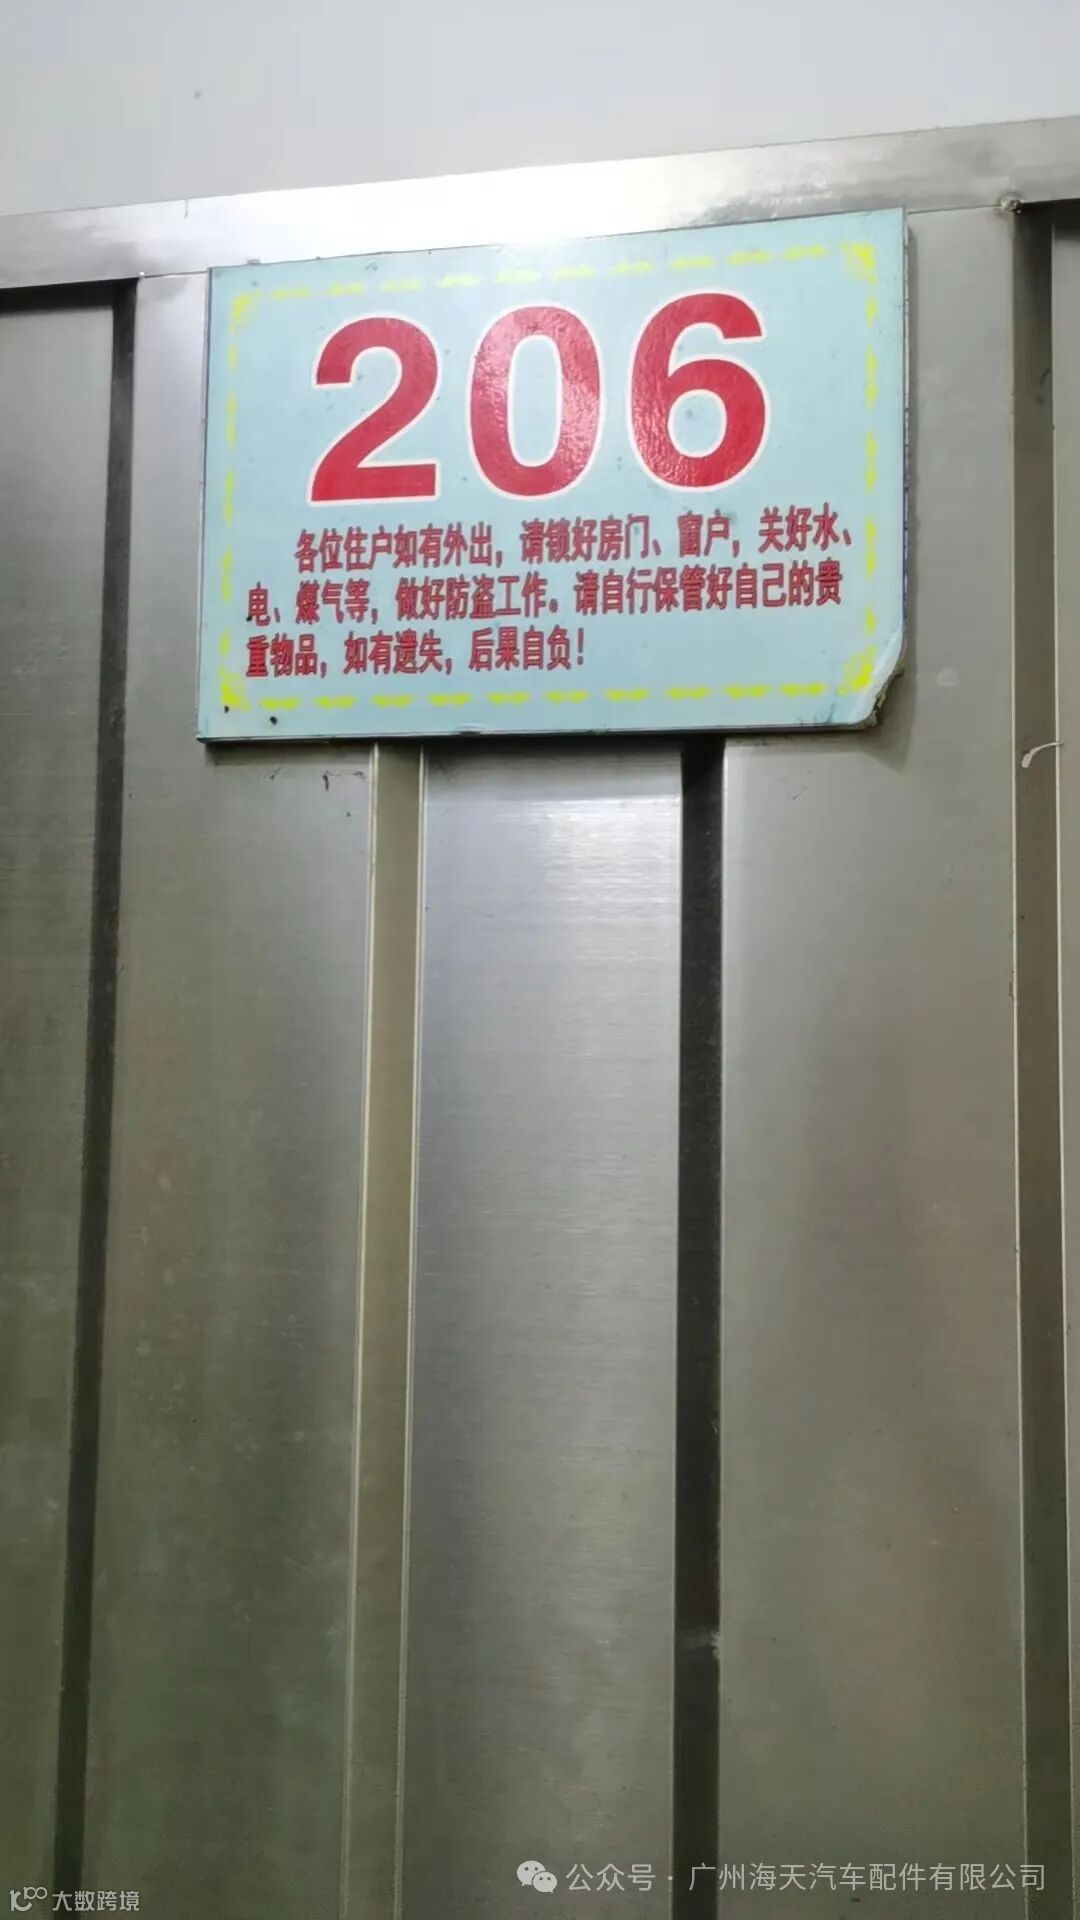 206
各位住户如有外出，请锁好房门、窗户，关好水、
电、煤气等，做好防盗工作。请自行保管好自己的贵
重物品，如有遗失，后果自负！
公众号·广州海天汽车配件有限公司
大数跨境